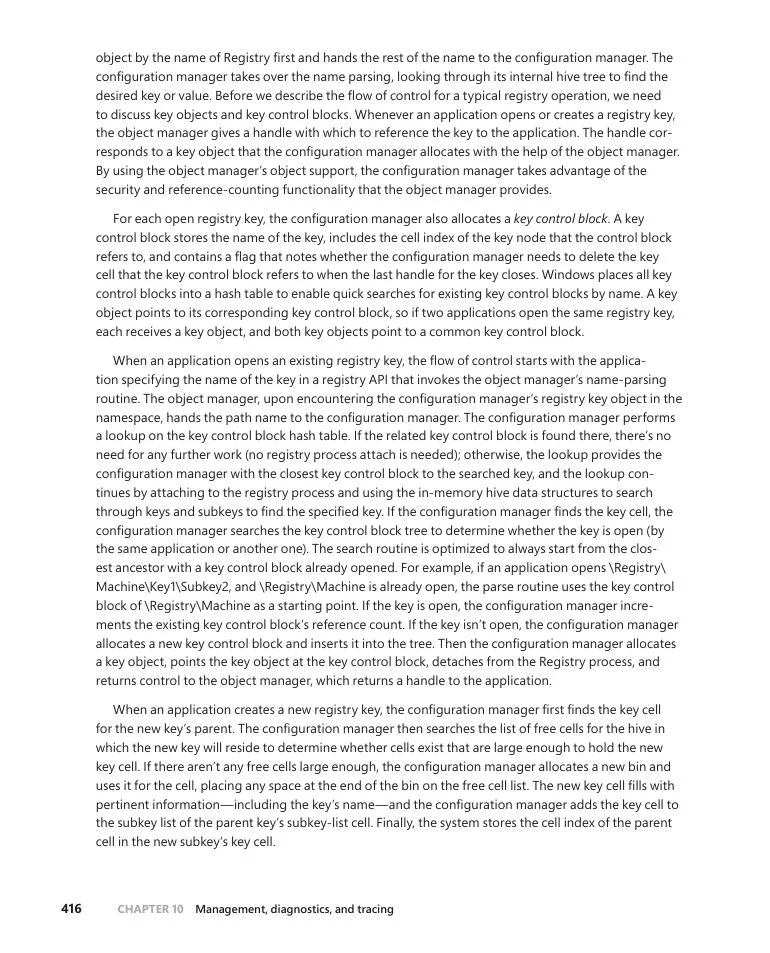 object by the name of Registry first and hands the rest of the name to the configuration manager. The
configuration manager takes over the name parsing, looking through its internal hive tree to find the
desired key or value. Before we describe the flow of control for a typical registry operation, we need
to discuss key objects and key control blocks. Whenever an application opens or creates a registry key,
the object manager gives a handle with which to reference the key to the application. The handle cor-
responds to a key object that the configuration manager allocates with the help of the object manager.
By using the object manager's object support, the configuration manager takes advantage of the
security and reference-counting functionality that the object manager provides.
For each open registry key, the configuration manager also allocates a key control block. A key
control block stores the name of the key, includes the cell index of the key node that the control block
refers to, and contains a flag that notes whether the configuration manager needs to delete the key
cell that the key control block refers to when the last handle for the key closes. Windows places all key
control blocks into a hash table to enable quick searches for existing key control blocks by name. A key
object points to its corresponding key control block, so if two applications open the same registry key,
each receives a key object, and both key objects point to a common key control block.
When an application opens an existing registry key, the flow of control starts with the applica-
tion specifying the name of the key in a registry API that invokes the object manager's name-parsing
routine. The object manager, upon encountering the configuration manager's registry key object in the
namespace, hands the path name to the configuration manager. The configuration manager performs
a lookup on the key control block hash table. If the related key control block is found there, there's no
need for any further work (no registry process attach is needed); otherwise, the lookup provides the
configuration manager with the closest key control block to the searched key, and the lookup con-
tinues by attaching to the registry process and using the in-memory hive data structures to search
through keys and subkeys to find the specified key. If the configuration manager finds the key cell, the
configuration manager searches the key control block tree to determine whether the key is open (by
the same application or another one). The search routine is optimized to always start from the clos-
est ancestor with a key control block already opened. For example, if an application opens \Registry\
Machine\Key1\Subkey2, and \Registry\Machine is already open, the parse routine uses the key control
block of \Registry\Machine as a starting point. If the key is open, the configuration manager incre-
ments the existing key control block's reference count. If the key isn't open, the configuration manager
allocates a new key control block and inserts it into the tree. Then the configuration manager allocates
a key object, points the key object at the key control block, detaches from the Registry process, and
returns control to the object manager, which returns a handle to the application.
When an application creates a new registry key, the configuration manager first finds the key cell
for the new key's parent. The configuration manager then searches the list of free cells for the hive in
which the new key will reside to determine whether cells exist that are large enough to hold the new
key cell. If there aren't any free cells large enough, the configuration manager allocates a new bin and
uses it for the cell, placing any space at the end of the bin on the free cell list. The new key cell fills with
pertinent information—including the key's name—and the configuration manager adds the key cell to
the subkey list of the parent key's subkey-list cell. Finally, the system stores the cell index of the parent
cell in the new subkey's key cell.
416 CHAPTER 10 Management, diagnostics, and tracing